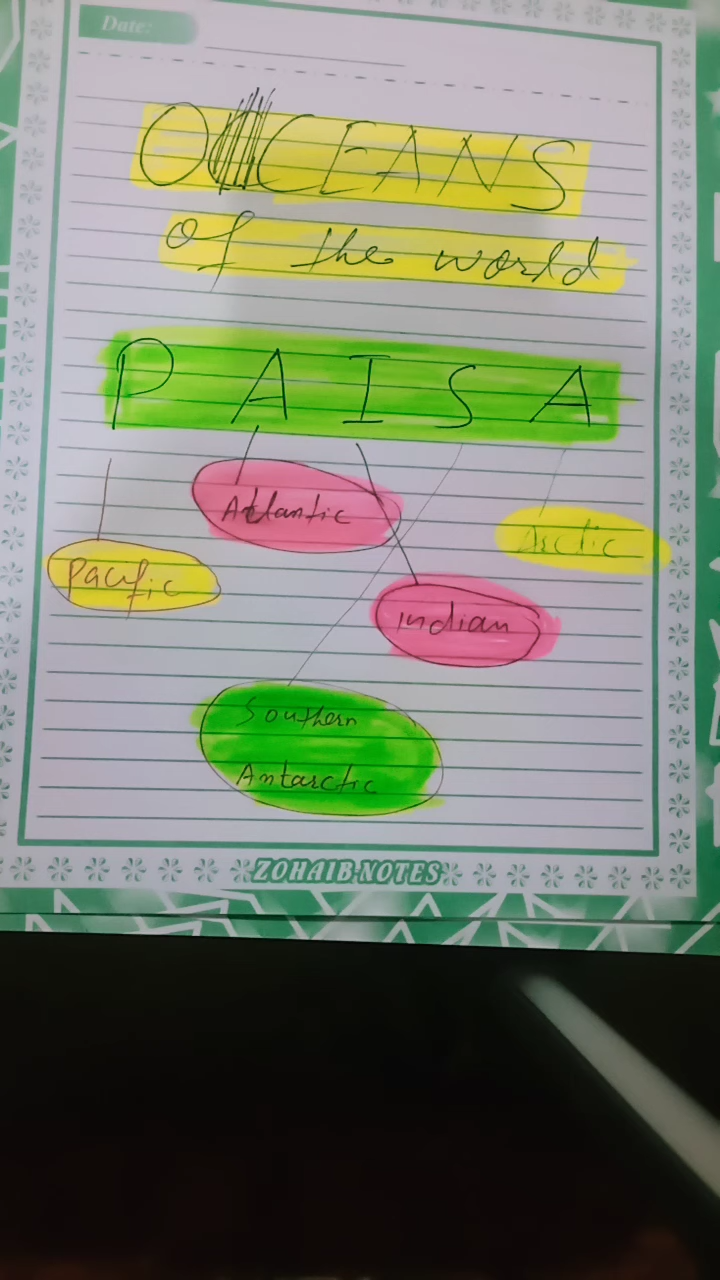 Date:
OCEANS
of the world
P A I S A
Atlantic
Arctic
Pacific
Indian
Southern
Antarctic
ZOHAIB NOTES